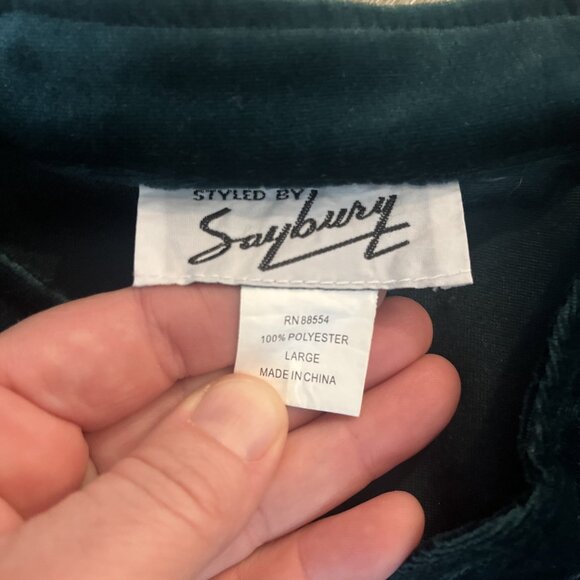 STYLED BY
Saybury
RN 88554
100% POLYESTER
LARGE
MADE IN CHINA